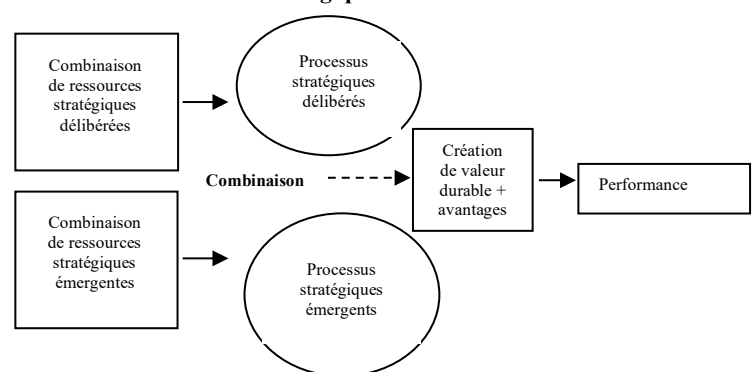 Combinaison
de ressources
stratégiques
délibérées
Processus
stratégiques
délibérés
Combinaison
Création
de valeur
durable +
avantages
Performance
Combinaison
de ressources
stratégiques
émergentes
Processus
stratégiques
émergents